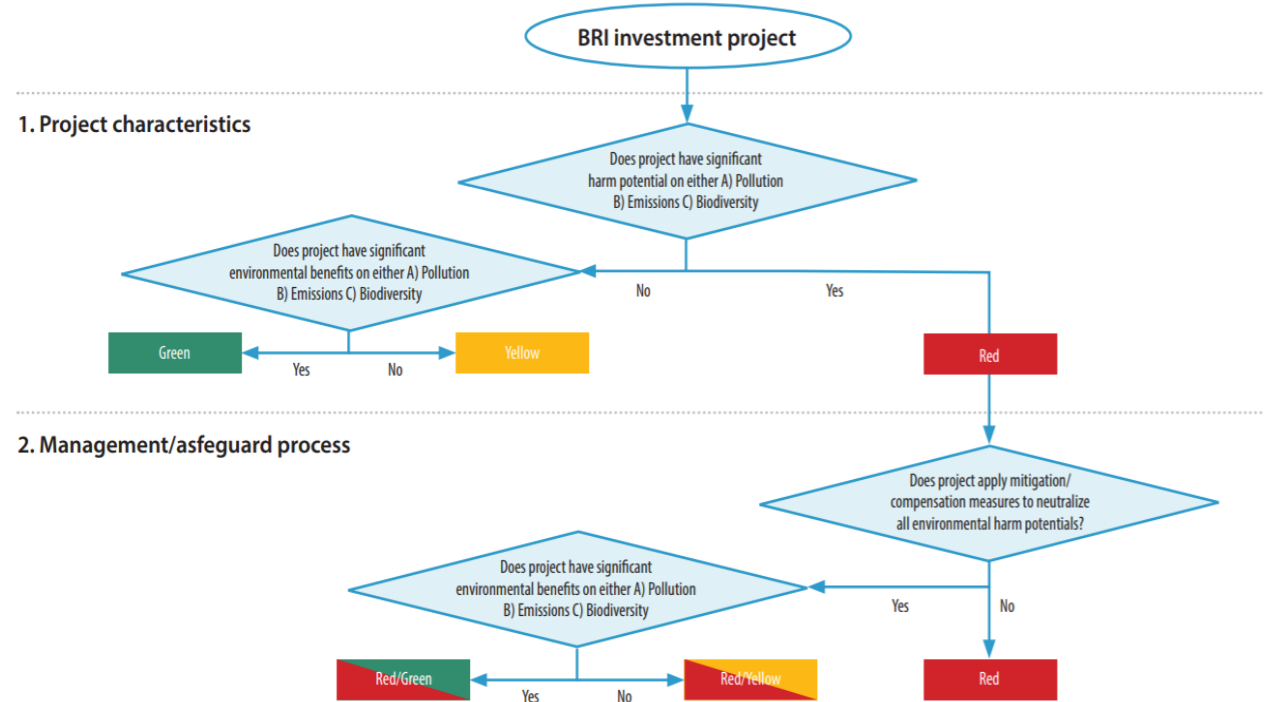 BRI investment project
1. Project characteristics
Does project have significant
harm potential on either A) Pollution
B) Emissions C) Biodiversity
Does project have significant
environmental benefits on either A) Pollution
B) Emissions C) Biodiversity
No
Yes
Green
Yellow
Red
Yes
No
2. Management/asfeguard process
Does project apply mitigation/
compensation measures to neutralize
all environmental harm potentials?
Does project have significant
environmental benefits on either A) Pollution
B) Emissions C) Biodiversity
Yes
No
Red/Green
Red/Yellow
Red
Yes
No